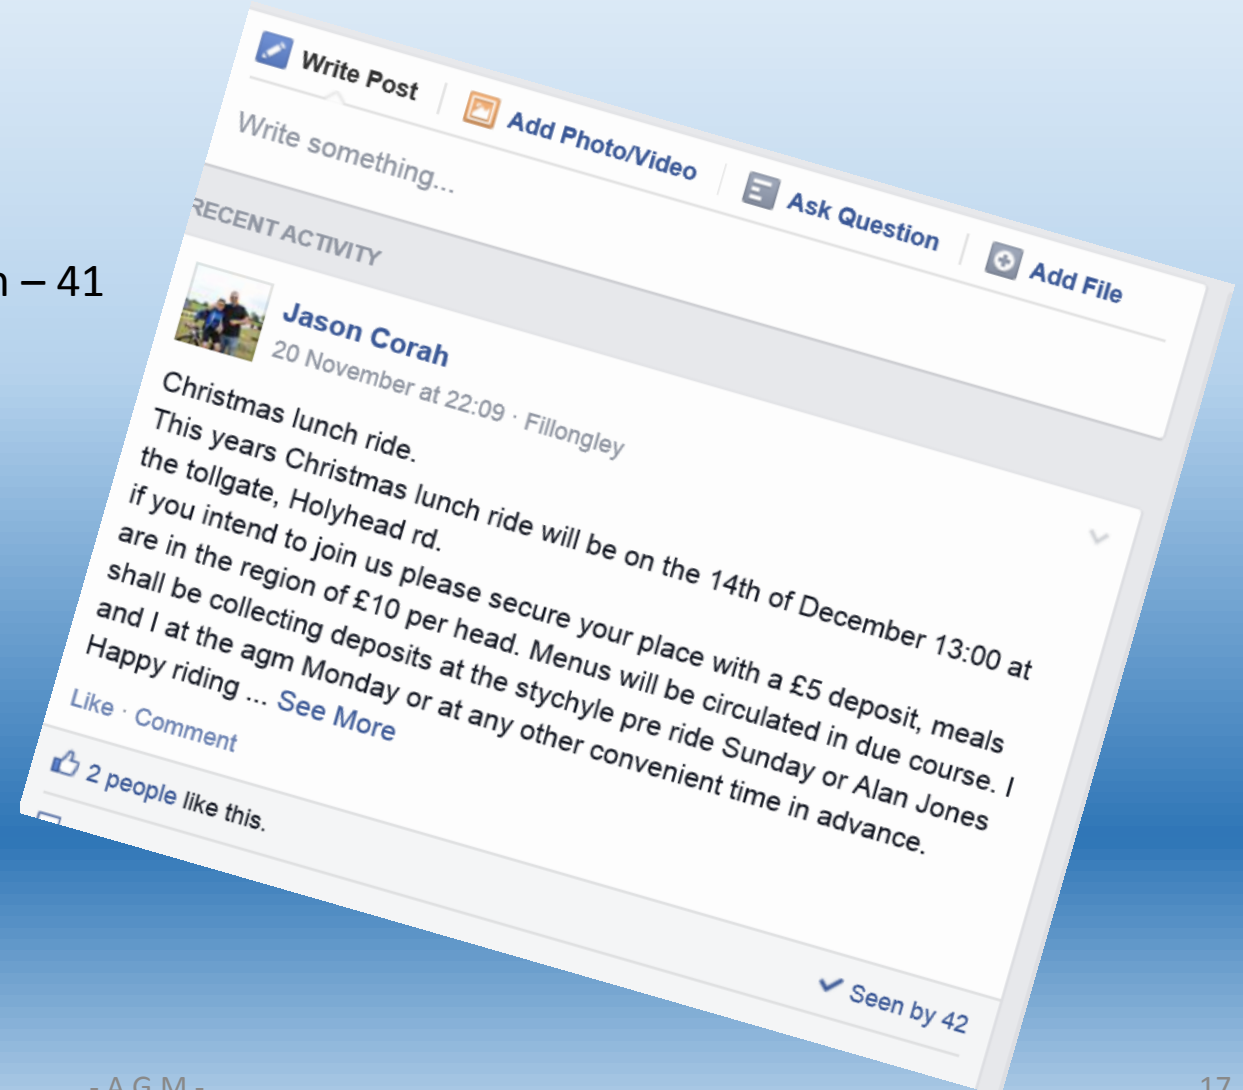 Write Post
Add Photo/Video
Ask Question
Add File
Write something...
RECENT ACTIVITY
– 41
Jason Corah
20 November at 22:09 · Fillongley
Christmas lunch ride.
This years Christmas lunch ride will be on the 14th of December 13:00 at
the tollgate, Holyhead rd.
if you intend to join us please secure your place with a £5 deposit, meals
are in the region of £10 per head. Menus will be circulated in due course. I
shall be collecting deposits at the stychyle pre ride Sunday or Alan Jones
and I at the agm Monday or at any other convenient time in advance.
Happy riding ... See More
Like · Comment
2 people like this.
Seen by 42
- A G M -
17